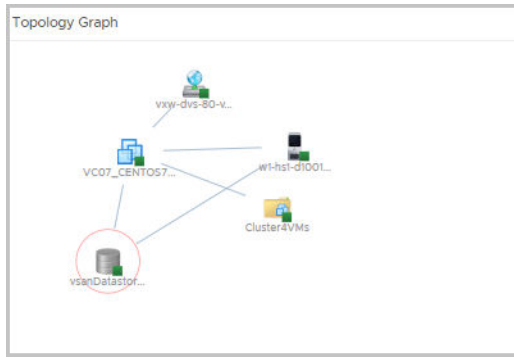 Topology Graph
vxw-dvs-80-v...
VC07_CENTOS7...
w1-hs1-d1001...
Cluster4VMs
vsanDatastor...